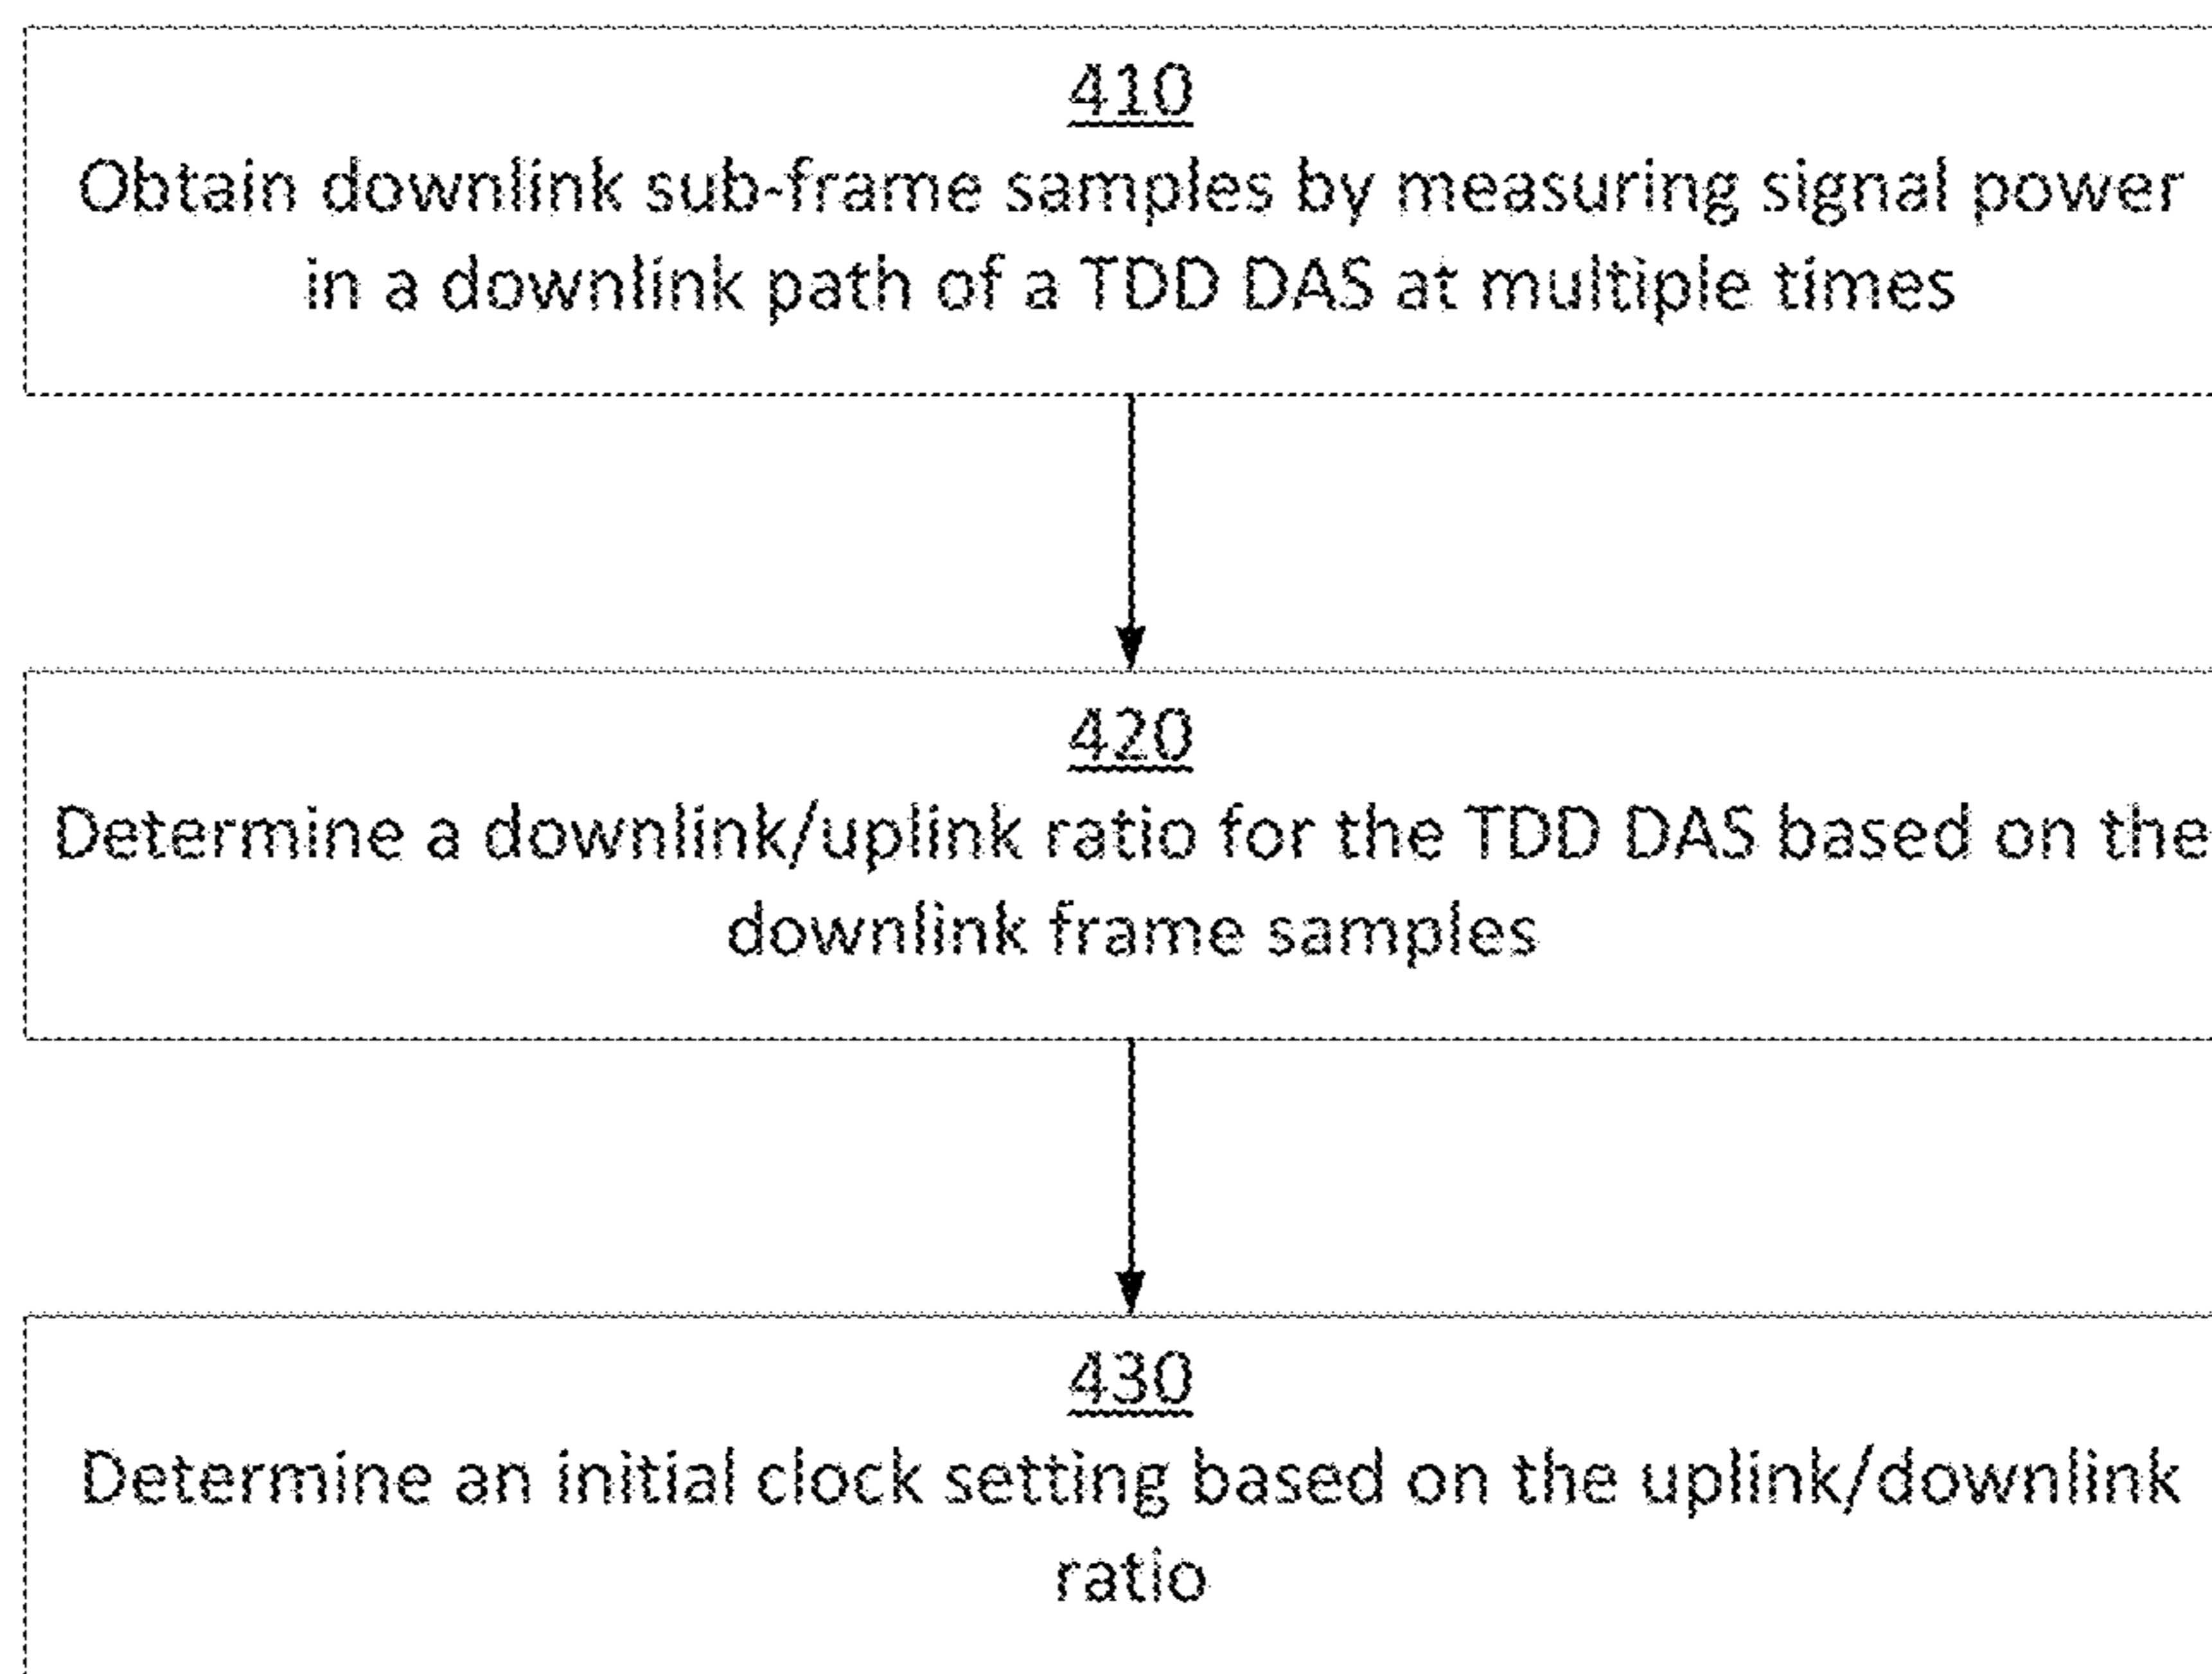 410
Obtain downlink sub-frame samples by measuring signal power
in a downlink path of a TDD DAS at multiple times
420
Determine a downlink/uplink ratio for the TDD DAS based on the
downlink frame samples
430
Determine an initial clock setting based on the uplink/downlink
ratio